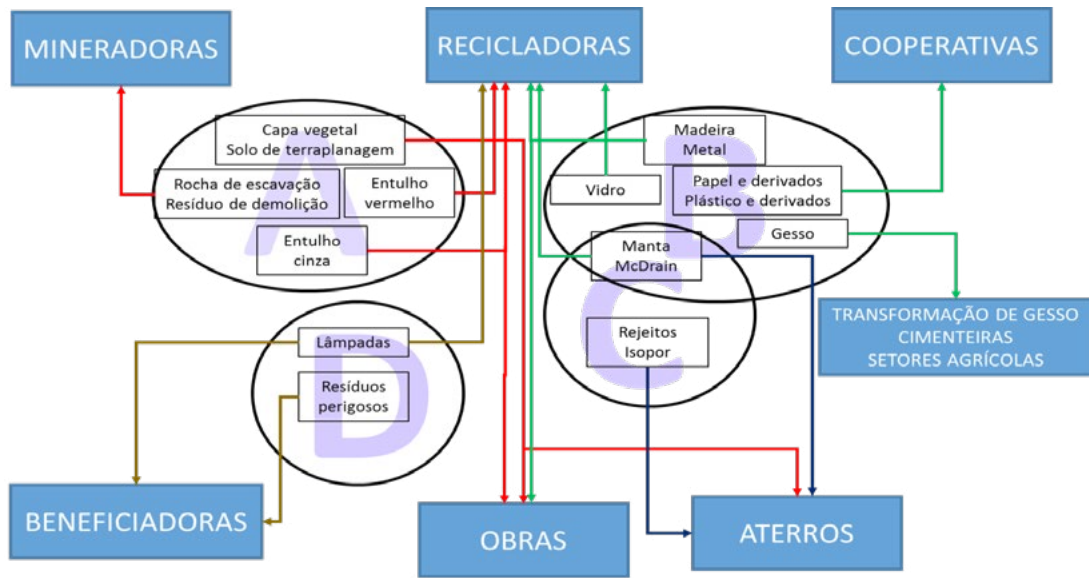 MINERADORAS
RECICLADORAS
COOPERATIVAS
A
Capa vegetal
Solo de terraplanagem
Rocha de escavação
Resíduo de demolição
Entulho
vermelho
Entulho
cinza
B
Madeira
Metal
Vidro
Papel e derivados
Plástico e derivados
Gesso
Manta
McDrain
C
Rejeitos
Isopor
TRANSFORMAÇÃO DE GESSO
CIMENTEIRAS
SETORES AGRÍCOLAS
D
Lâmpadas
Resíduos
perigosos
BENEFICIADORAS
OBRAS
ATERROS